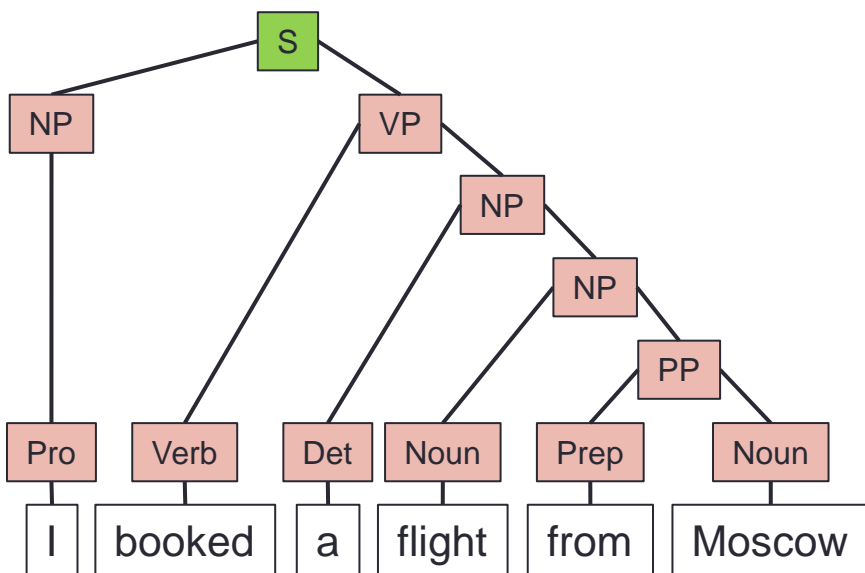 S
NP VP
NP
NP
PP
Pro Verb Det Noun Prep Noun
I booked a flight from Moscow